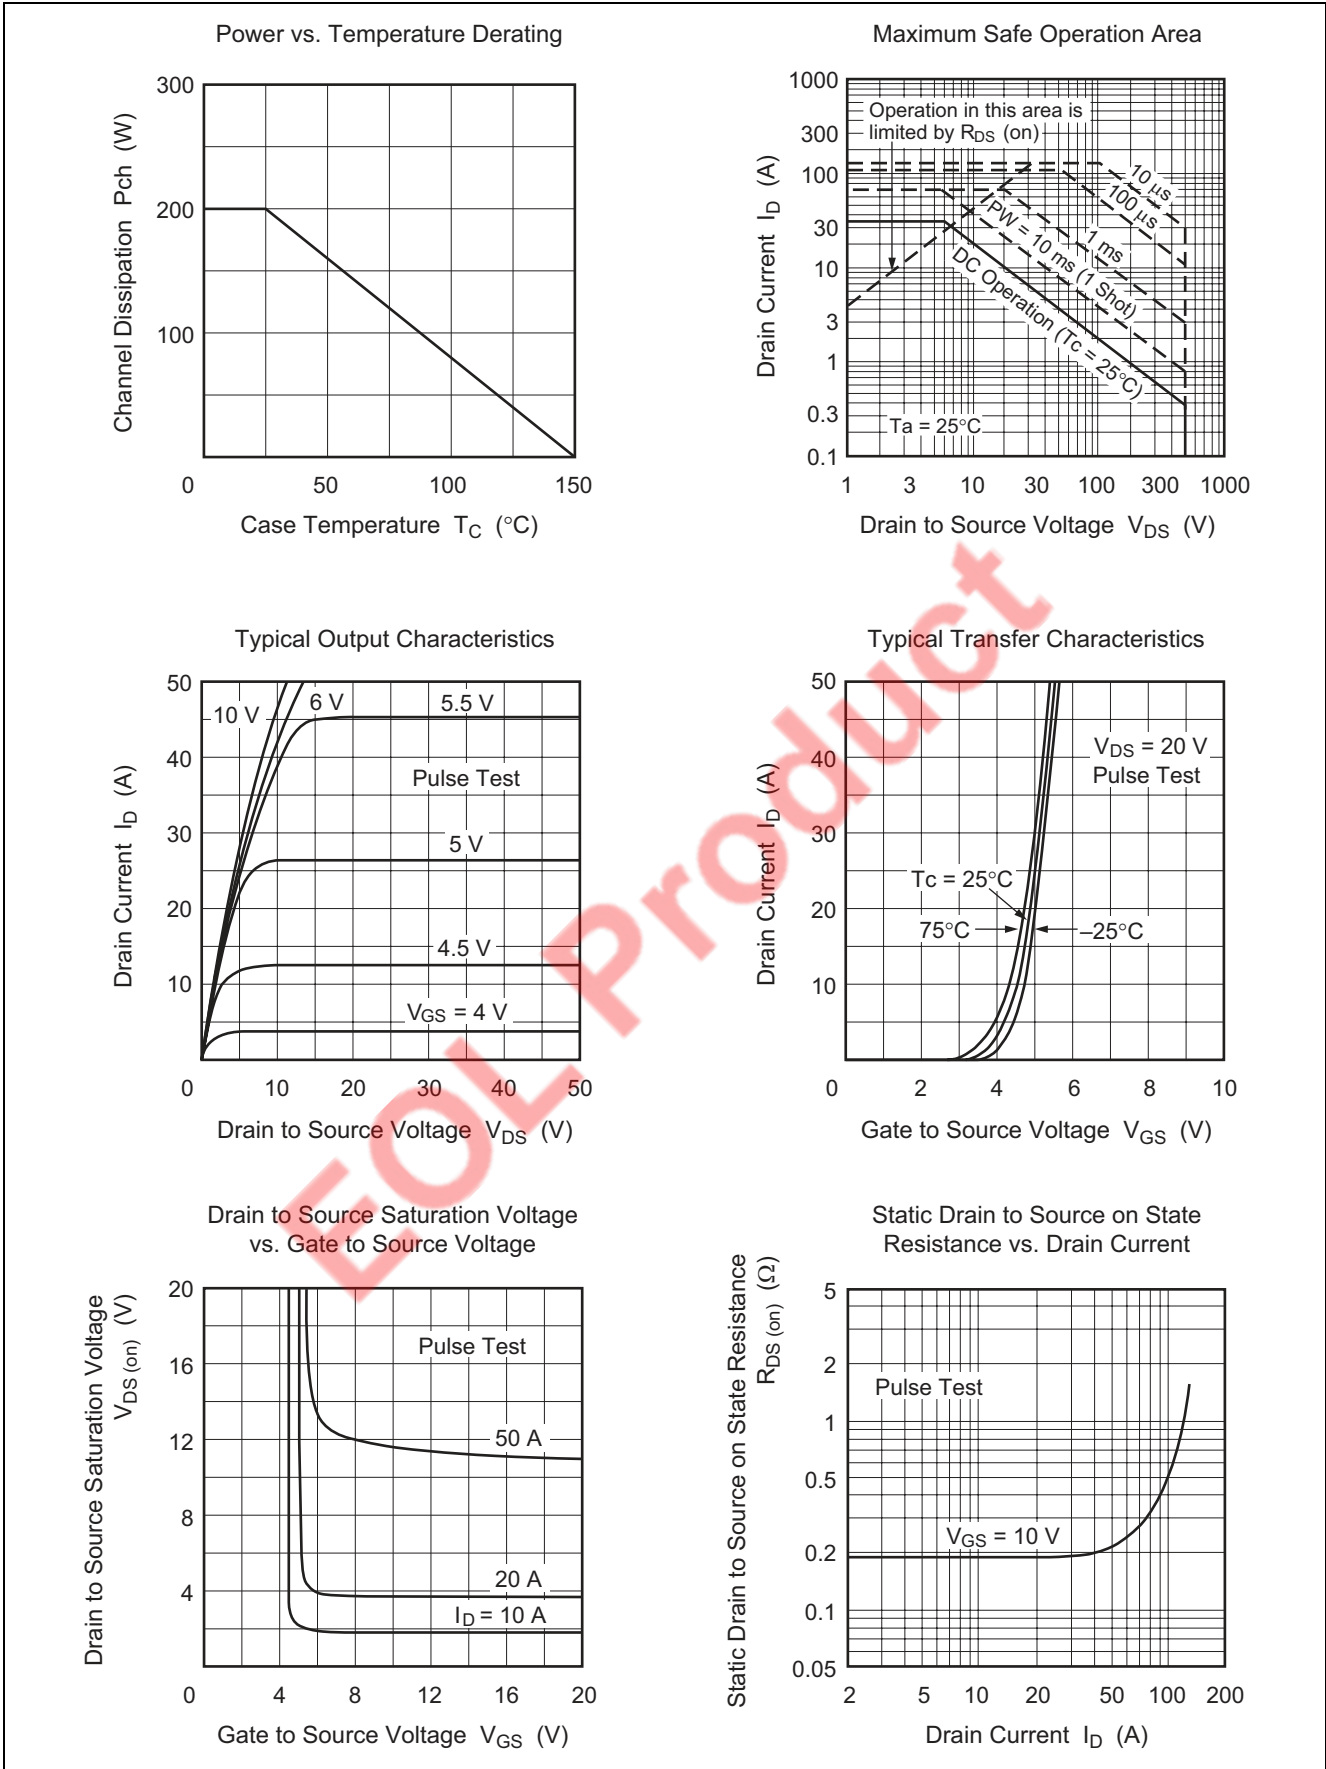 Power vs. Temperature Derating
Channel Dissipation Pch (W)
300
200
100
0 50 100 150
Case Temperature TC (°C)
Maximum Safe Operation Area
Drain Current ID (A)
1000
300
100
30
10
3
1
0.3
0.1
Operation in this area is
limited by RDS (on)
10 μs
100 μs
1 ms
PW = 10 ms (1 Shot)
DC Operation (Tc = 25°C)
Ta = 25°C
1 3 10 30 100 300 1000
Drain to Source Voltage VDS (V)
Typical Output Characteristics
Drain Current ID (A)
50
40
30
20
10
10 V
6 V
5.5 V
Pulse Test
5 V
4.5 V
VGS = 4 V
0 10 20 30 40 50
Drain to Source Voltage VDS (V)
Typical Transfer Characteristics
Drain Current ID (A)
50
40
30
20
10
VDS = 20 V
Pulse Test
Tc = 25°C
75°C
–25°C
0 2 4 6 8 10
Gate to Source Voltage VGS (V)
Drain to Source Saturation Voltage
vs. Gate to Source Voltage
Drain to Source Saturation Voltage
VDS (on) (V)
20
16
12
8
4
Pulse Test
50 A
20 A
ID = 10 A
0 4 8 12 16 20
Gate to Source Voltage VGS (V)
Static Drain to Source on State
Resistance vs. Drain Current
Static Drain to Source on State Resistance
RDS (on) (Ω)
5
2
1
0.5
0.2
0.1
0.05
Pulse Test
VGS = 10 V
2 5 10 20 50 100 200
Drain Current ID (A)
EOL Product